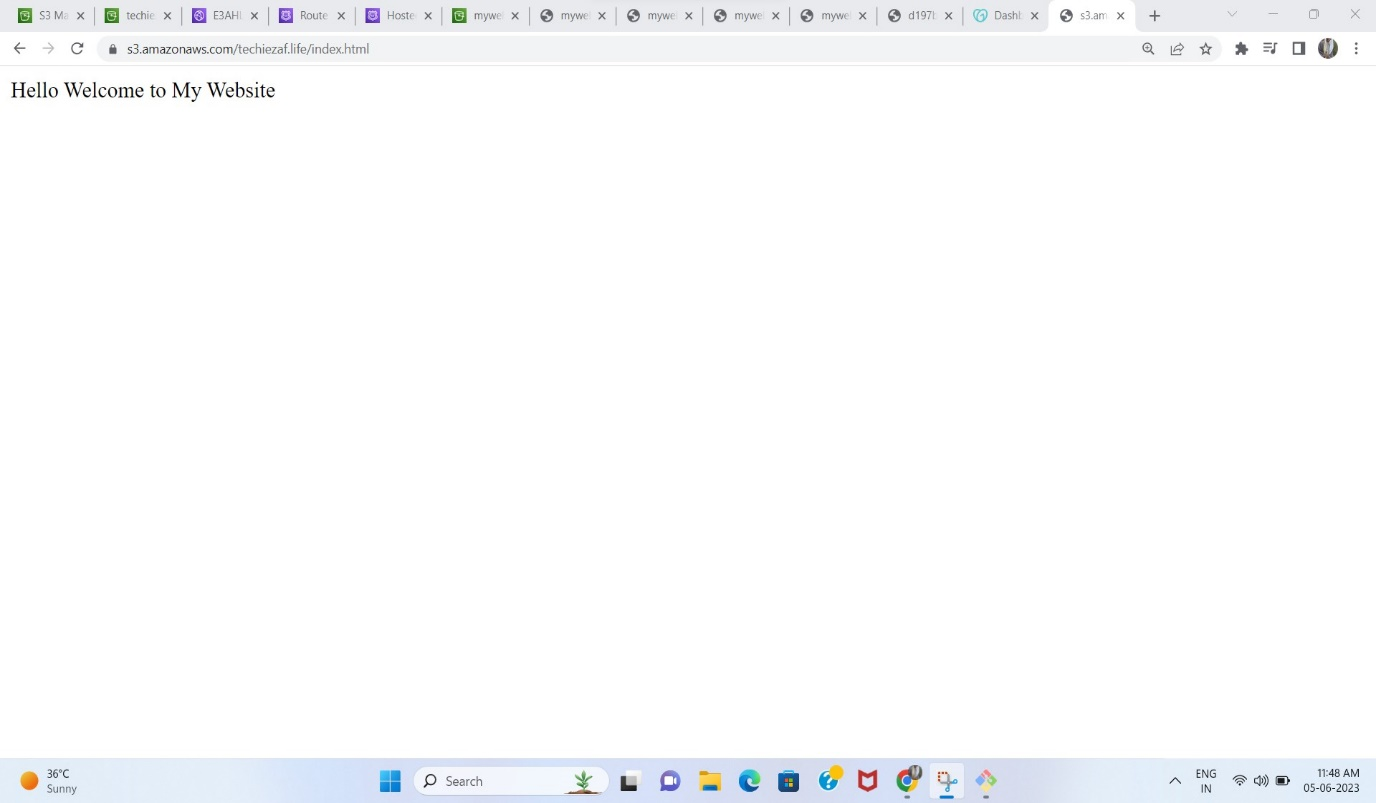 S3 Ma
techie
E3AHI
Route
Hoste
mywe
mywe
mywe
mywe
mywe
d197l
Dashb
s3.am
s3.amazonaws.com/techiezaf.life/index.html
Hello Welcome to My Website
36°C
Sunny
Search
ENG
IN
11:48 AM
05-06-2023